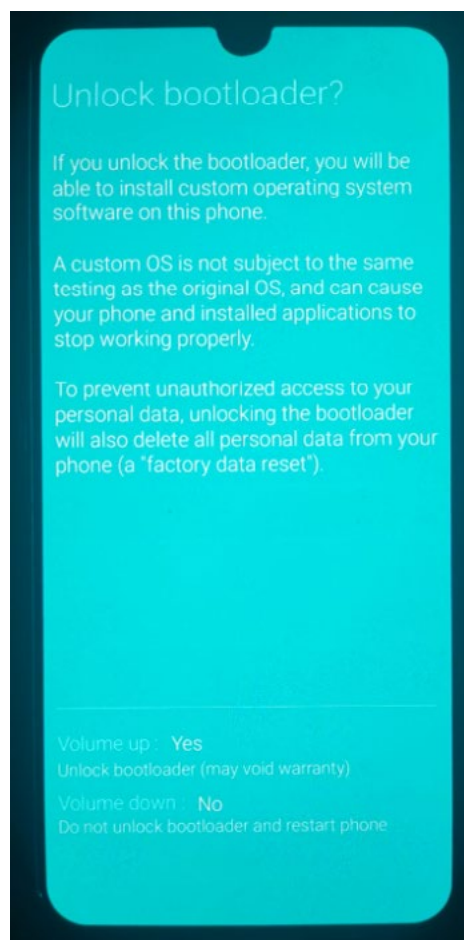 Unlock bootloader?
If you unlock the bootloader, you will be
able to install custom operating system
software on this phone.
A custom OS is not subject to the same
testing as the original OS, and can cause
your phone and installed applications to
stop working properly.
To prevent unauthorized access to your
personal data, unlocking the bootloader
will also delete all personal data from your
phone (a "factory data reset").
Volume up : Yes
Unlock bootloader (may void warranty)
Volume down : No
Do not unlock bootloader and restart phone